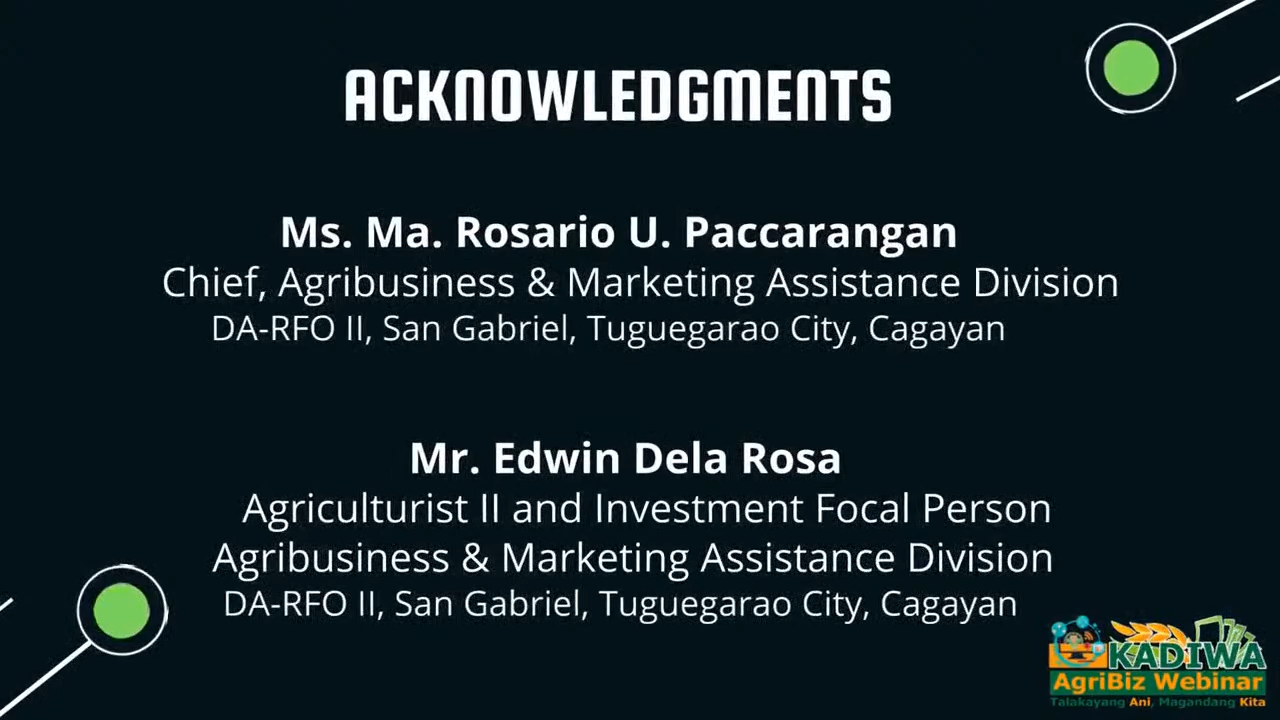 ACKNOWLEDGMENTS
Ms. Ma. Rosario U. Paccarangan
Chief, Agribusiness & Marketing Assistance Division
DA-RFO II, San Gabriel, Tuguegarao City, Cagayan
Mr. Edwin Dela Rosa
Agriculturist II and Investment Focal Person
Agribusiness & Marketing Assistance Division
DA-RFO II, San Gabriel, Tuguegarao City, Cagayan
KADIWA
AgriBiz Webinar
Talakayang Ani, Magandang Kita